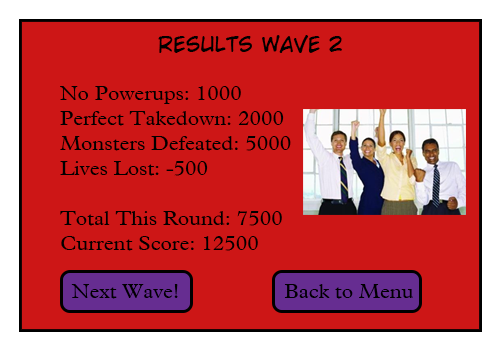 RESULTS WAVE 2
No Powerups: 1000
Perfect Takedown: 2000
Monsters Defeated: 5000
Lives Lost: -500
Total This Round: 7500
Current Score: 12500
Next Wave!
Back to Menu